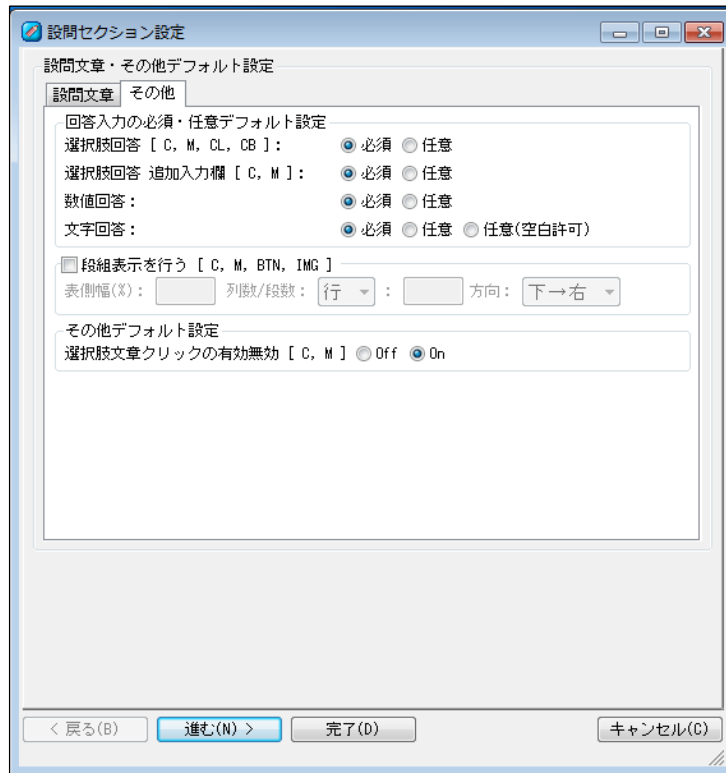 設問セクション設定
設問文章・その他デフォルト設定
設問文章 その他
回答入力の必須・任意デフォルト設定
選択肢回答 [ C, M, CL, CB ]: 必須 任意
選択肢回答 追加入力欄 [ C, M ]: 必須 任意
数値回答: 必須 任意
文字回答: 必須 任意 任意(空白許可)
段組表示を行う [ C, M, BTN, IMG ]
表側幅(%): 列数/段数: 行 : 方向: 下→右
その他デフォルト設定
選択肢文章クリックの有効無効 [ C, M ] Off On
< 戻る(B) 進む(N) > 完了(D) キャンセル(C)